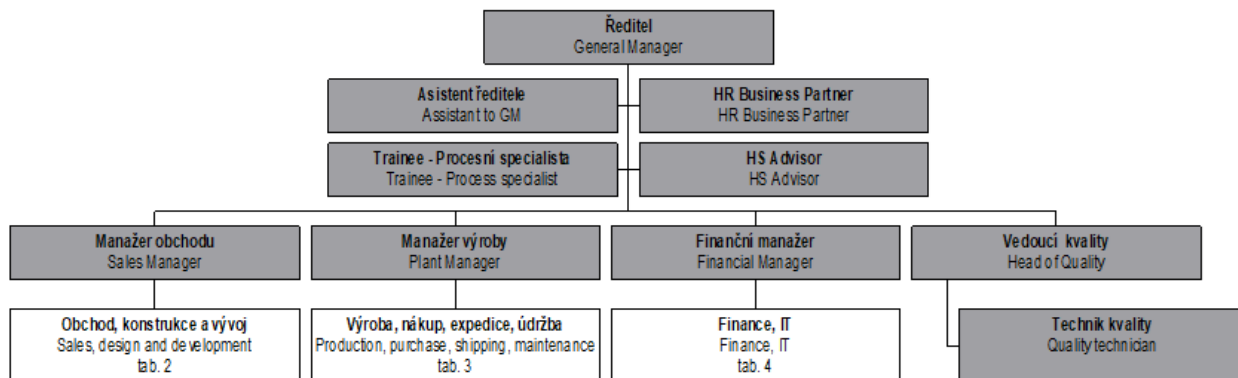 Ředitel
General Manager
Asistent ředitele
Assistant to GM
HR Business Partner
HR Business Partner
Trainee - Procesní specialista
Trainee - Process specialist
HS Advisor
HS Advisor
Manažer obchodu
Sales Manager
Manažer výroby
Plant Manager
Finanční manažer
Financial Manager
Vedoucí kvality
Head of Quality
Obchod, konstrukce a vývoj
Sales, design and development
tab. 2
Výroba, nákup, expedice, údržba
Production, purchase, shipping, maintenance
tab. 3
Finance, IT
Finance, IT
tab. 4
Technik kvality
Quality technician